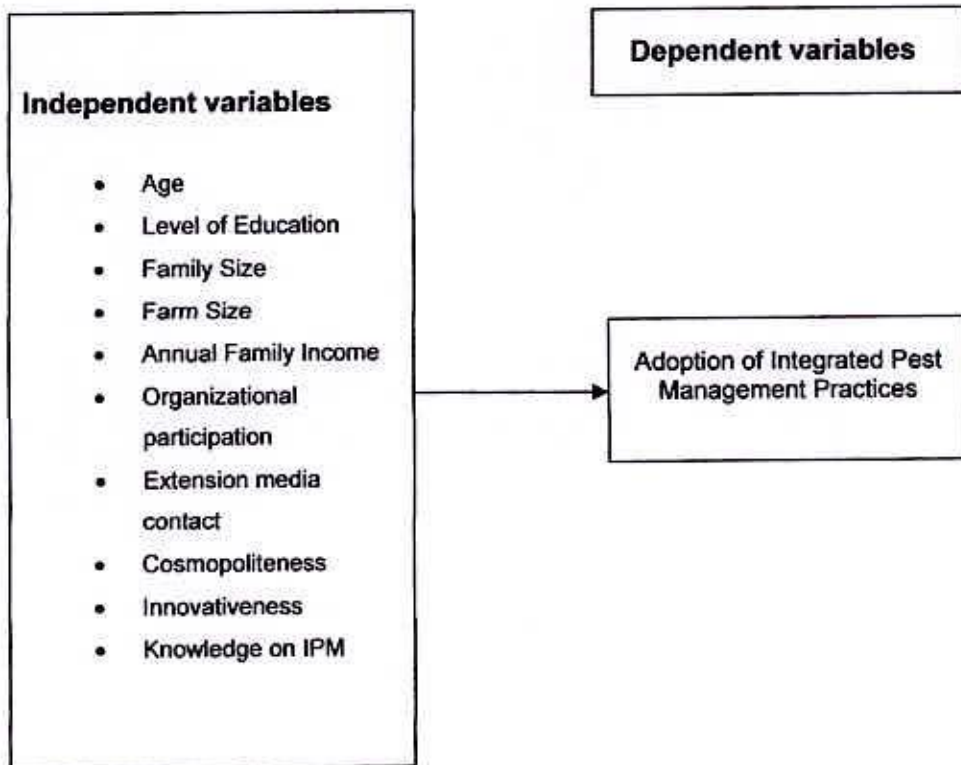 Independent variables
• Age
• Level of Education
• Family Size
• Farm Size
• Annual Family Income
• Organizational
participation
• Extension media
contact
• Cosmopoliteness
• Innovativeness
• Knowledge on IPM
Dependent variables
Adoption of Integrated Pest
Management Practices